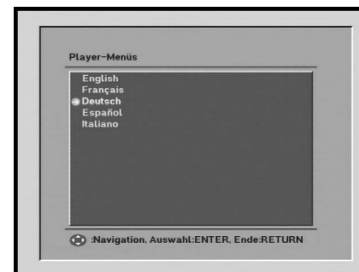 Player-Menüs
English
Français
Deutsch
Español
Italiano
:Navigation, Auswahl:ENTER, Ende:RETURN